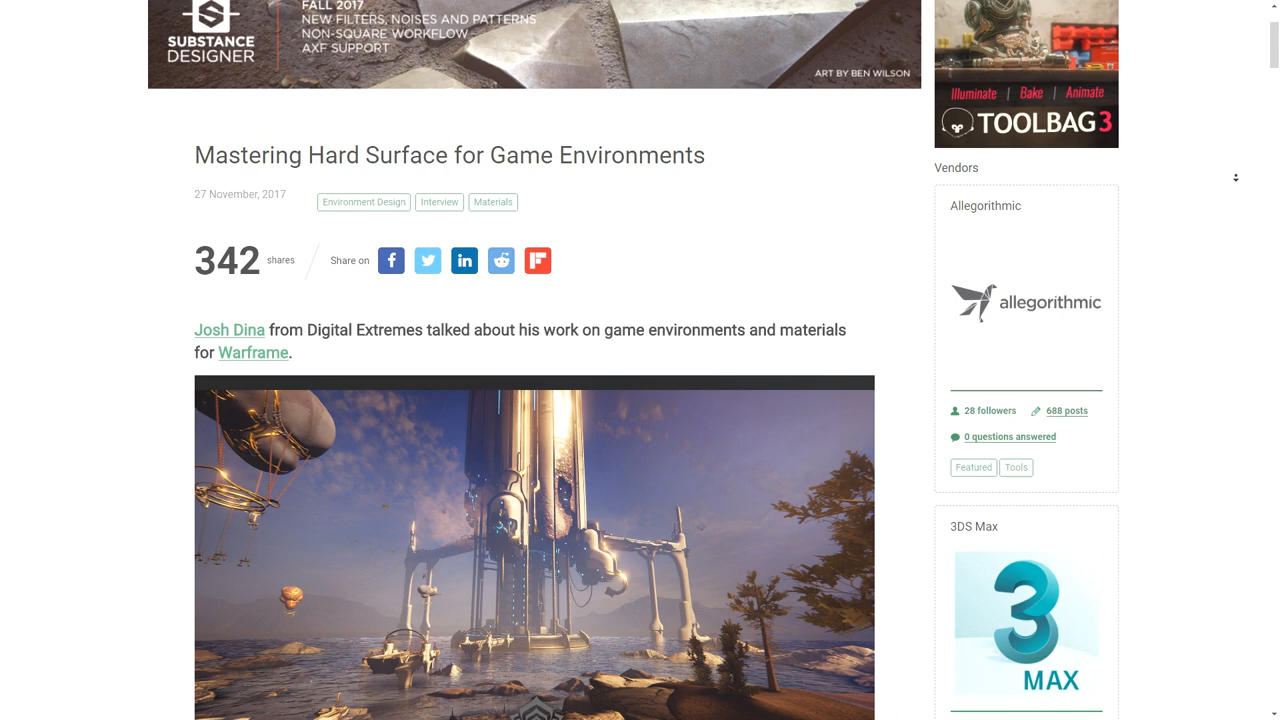 FALL 2017
NEW FILTERS, NOISES AND PATTERNS
NON-SQUARE WORKFLOW
AXF SUPPORT
SUBSTANCE
DESIGNER
ART BY BEN WILSON
Illuminate | Bake | Animate
TOOLBAG 3
Mastering Hard Surface for Game Environments
27 November, 2017
Environment Design
Interview
Materials
342 shares
Share on
Josh Dina from Digital Extremes talked about his work on game environments and materials
for Warframe.
Vendors
Allegorithmic
allegorithmic
28 followers
688 posts
0 questions answered
Featured
Tools
3DS Max
3
MAX